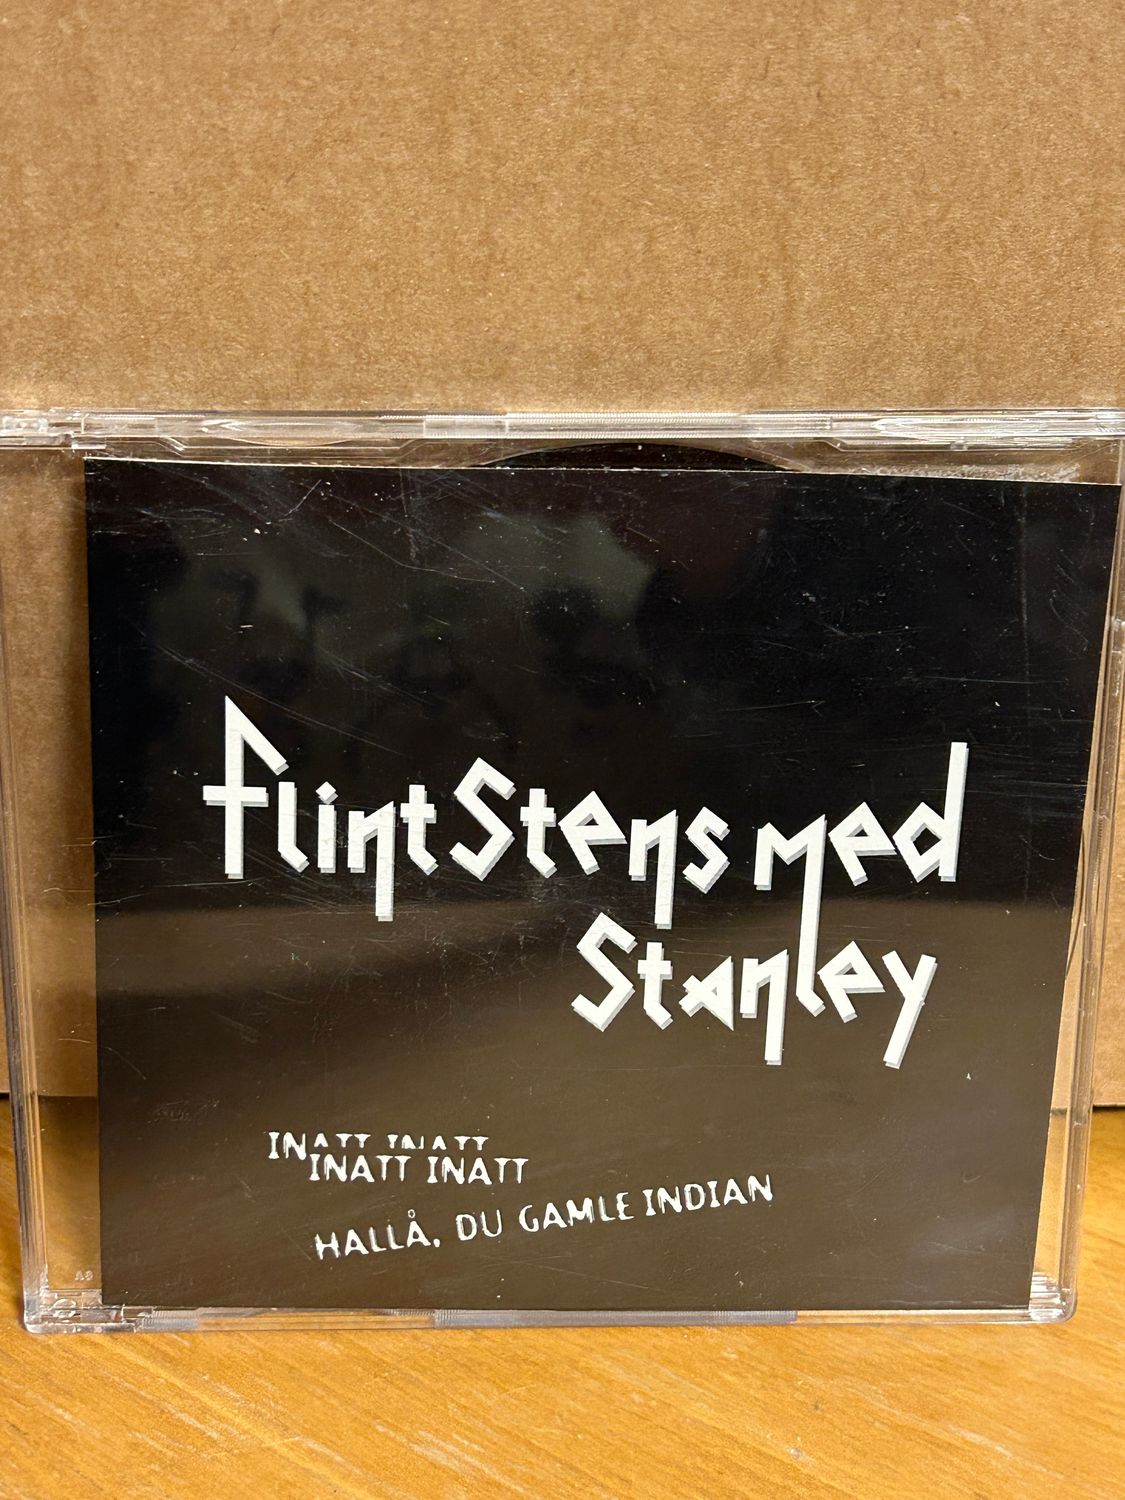 flintstens med
Stanley
INATT INATT
INATT INATT
HALLÅ, DU GAMLE INDIAN